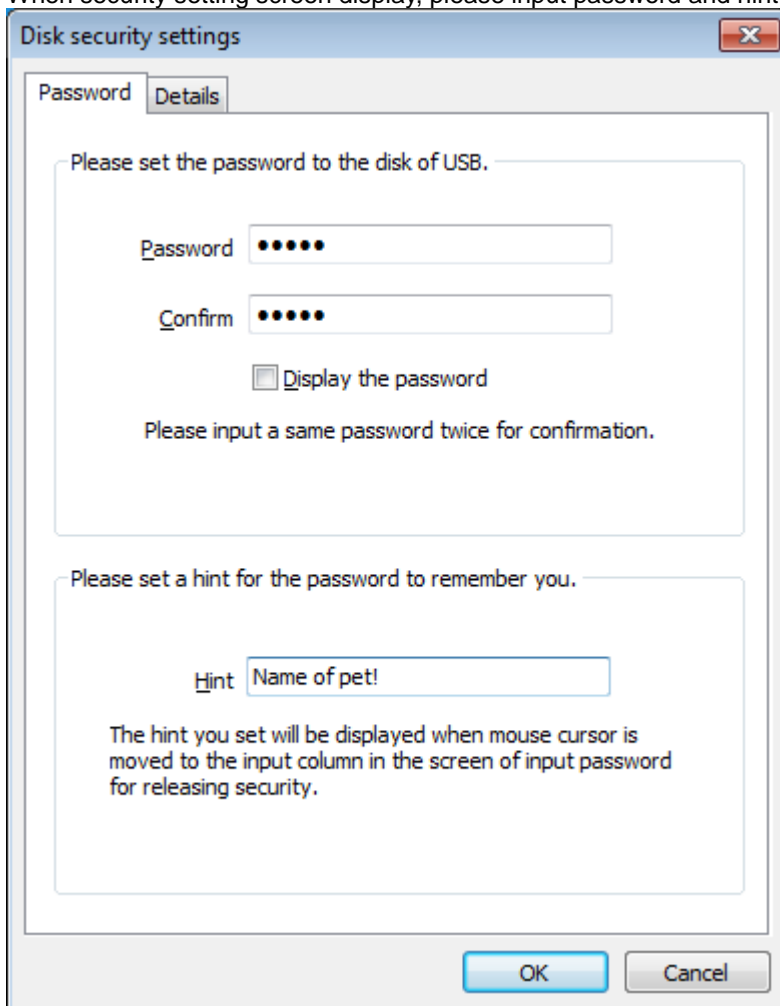 When security setting screen display, please input password and hint
Disk security settings
Password Details
Please set the password to the disk of USB.
Password •••••
Confirm •••••
Display the password
Please input a same password twice for confirmation.
Please set a hint for the password to remember you.
Hint Name of pet!
The hint you set will be displayed when mouse cursor is
moved to the input column in the screen of input password
for releasing security.
OK Cancel